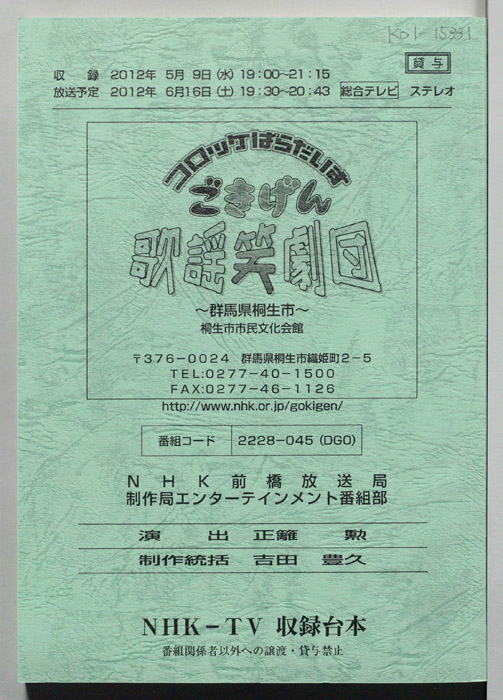 KoI-15331
貸与
収 録 2012年 5月 9日(水) 19:00~21:15
放送予定 2012年 6月16日(土) 19:30~20:43 総合テレビ ステレオ
コロッケぱらだいす
ごきげん
歌謡笑劇団
~群馬県桐生市~
桐生市市民文化会館
〒376-0024 群馬県桐生市織姫町2-5
TEL:0277-40-1500
FAX:0277-46-1126
http://www.nhk.or.jp/gokigen/
番組コード 2228-045 (DG0)
NHK前橋放送局
制作局エンターテインメント番組部
演 出 正籬 勲
制作統括 吉田 豊久
NHK-TV 収録台本
番組関係者以外への譲渡・貸与禁止